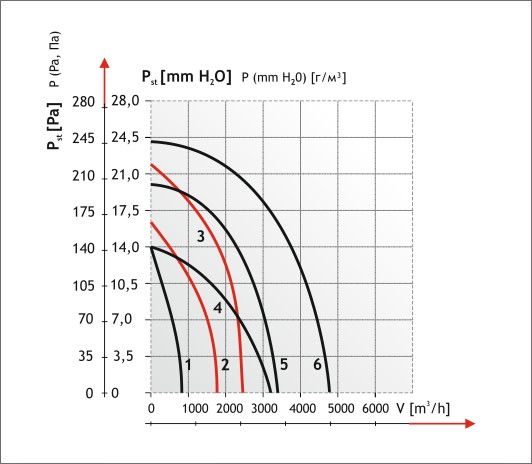 P (Pa, Па)
Pst [Pa]
Pst [mm H2O] P (mm H20) [г/м³]
280 28,0
245 24,5
210 21,0
175 17,5
140 14,0
105 10,5
70 7,0
35 3,5
0 0
3
4
1 2 5 6
0 1000 2000 3000 4000 5000 6000 V [m³/h]